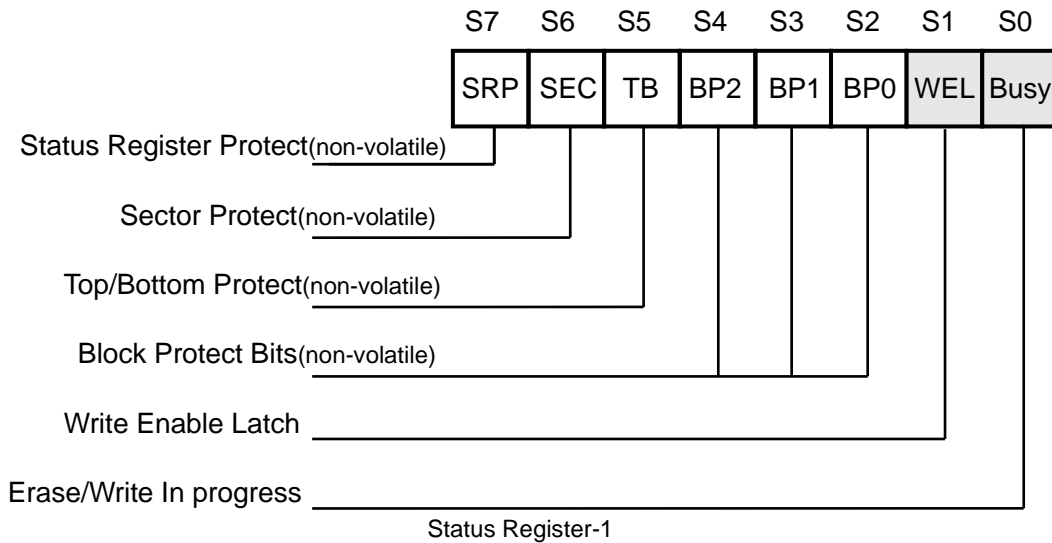 S7 S6 S5 S4 S3 S2 S1 S0
SRP SEC TB BP2 BP1 BP0 WEL Busy
Status Register Protect(non-volatile)
Sector Protect(non-volatile)
Top/Bottom Protect(non-volatile)
Block Protect Bits(non-volatile)
Write Enable Latch
Erase/Write In progress
Status Register-1